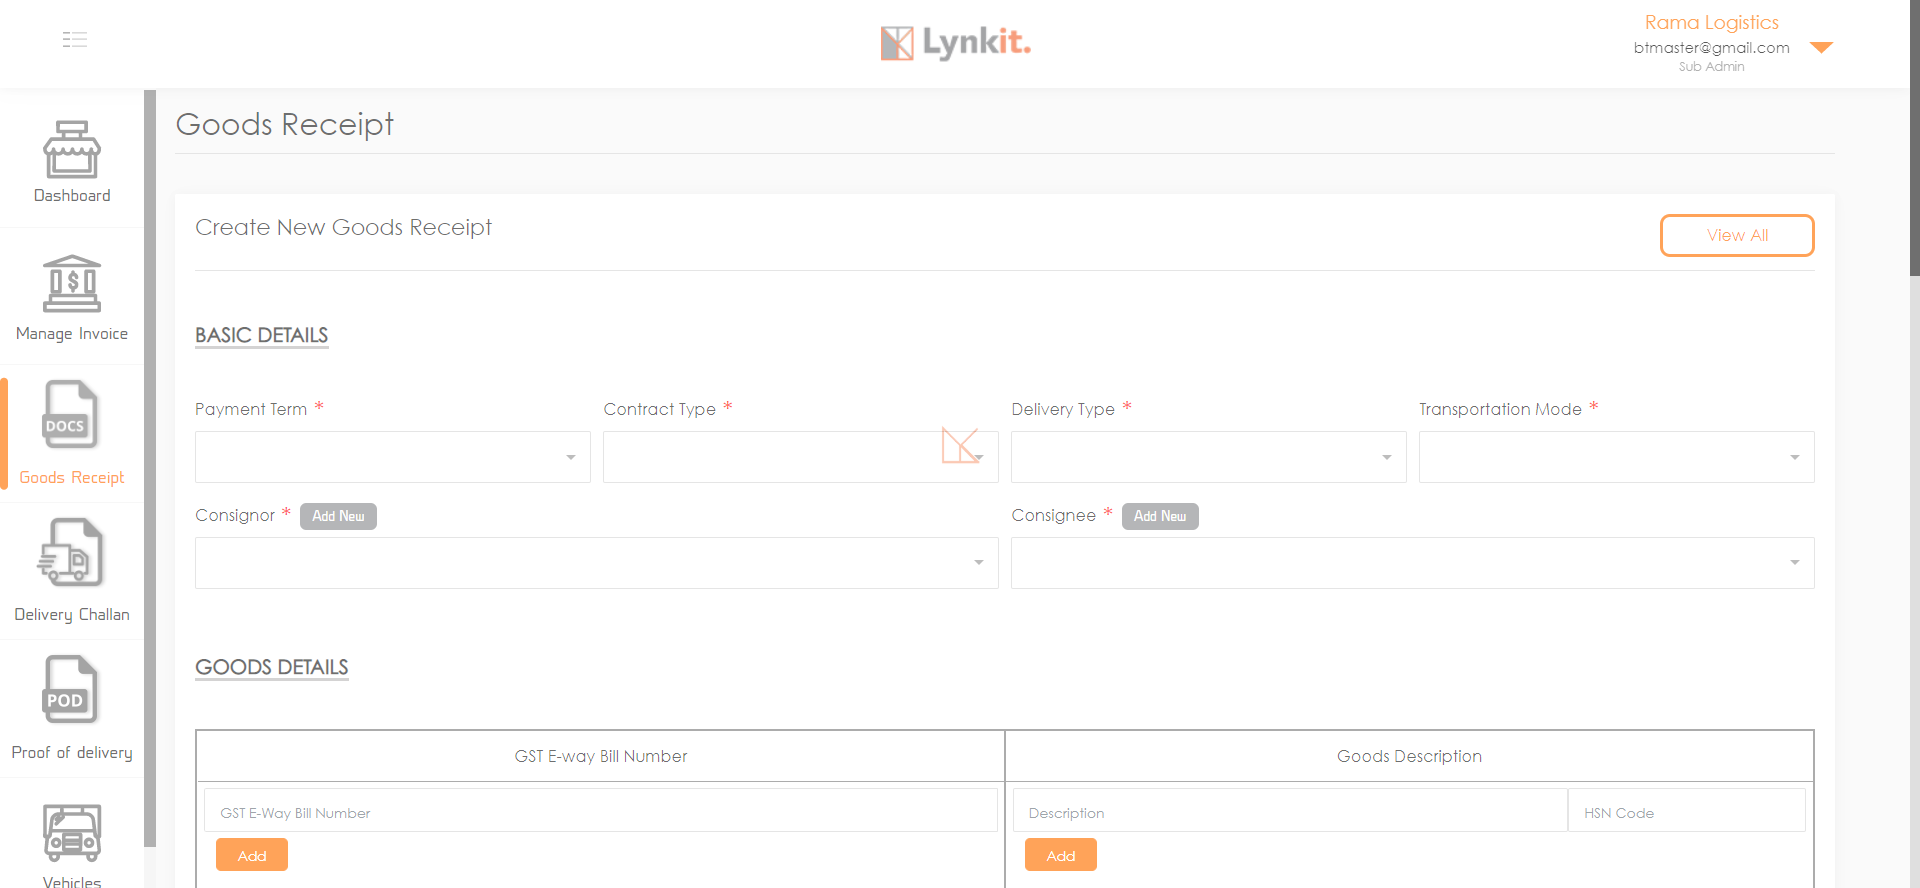 Lynkit.
Rama Logistics
btmaster@gmail.com
Sub Admin
Dashboard
Manage Invoice
DOCS
Goods Receipt
Delivery Challan
POD
Proof of delivery
Vehicles
Goods Receipt
Create New Goods Receipt
View All
BASIC DETAILS
Payment Term *
Contract Type *
Delivery Type *
Transportation Mode *
Consignor * Add New
Consignee * Add New
GOODS DETAILS
GST E-way Bill Number
Goods Description
GST E-Way Bill Number
Description
HSN Code
Add
Add